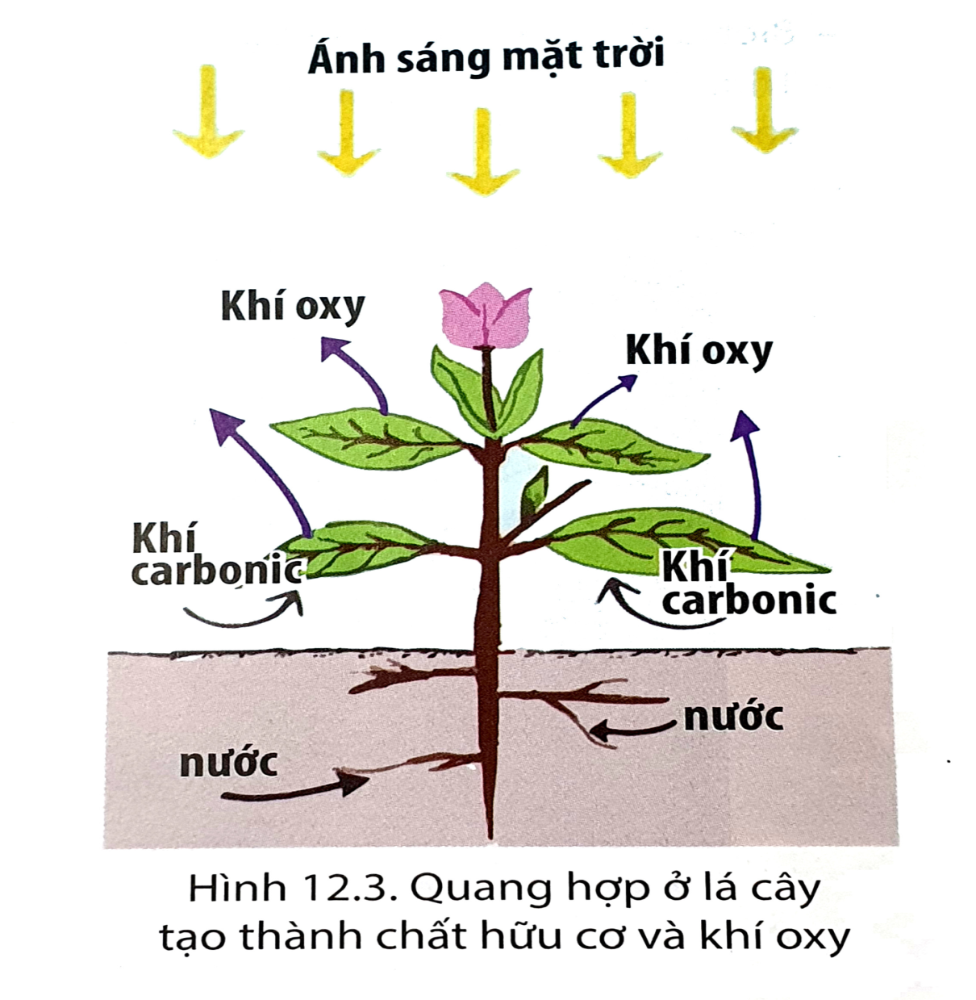 Ánh sáng mặt trời
Khí oxy
Khí oxy
Khí
carbonic
Khí
carbonic
nước
nước
Hình 12.3. Quang hợp ở lá cây
tạo thành chất hữu cơ và khí oxy